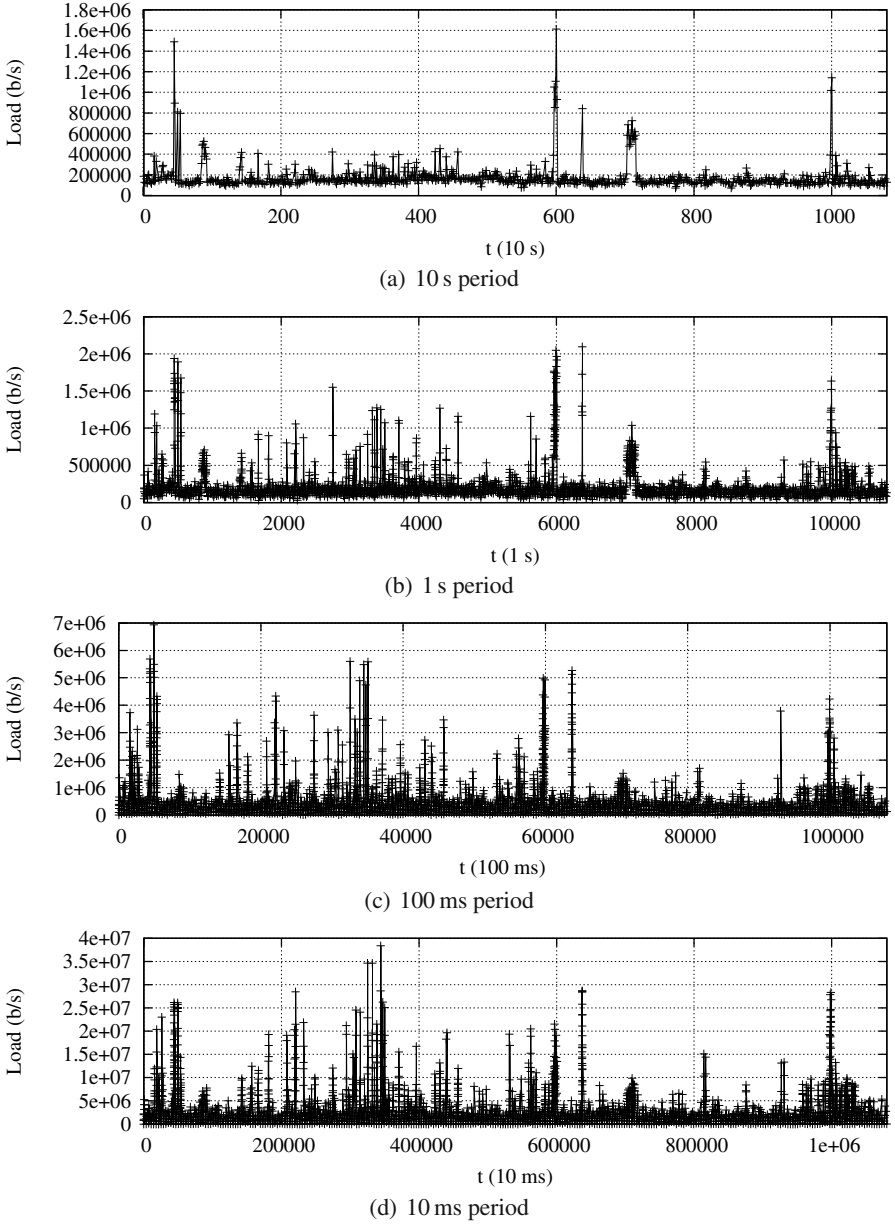 1.8e+06
1.6e+06
1.4e+06
1.2e+06
1e+06
800000
600000
400000
200000
0
Load (b/s)
0 200 400 600 800 1000
t (10 s)
(a) 10 s period
2.5e+06
2e+06
1.5e+06
1e+06
500000
0
Load (b/s)
0 2000 4000 6000 8000 10000
t (1 s)
(b) 1 s period
7e+06
6e+06
5e+06
4e+06
3e+06
2e+06
1e+06
0
Load (b/s)
0 20000 40000 60000 80000 100000
t (100 ms)
(c) 100 ms period
4e+07
3.5e+07
3e+07
2.5e+07
2e+07
1.5e+07
1e+07
5e+06
0
Load (b/s)
0 200000 400000 600000 800000 1e+06
t (10 ms)
(d) 10 ms period